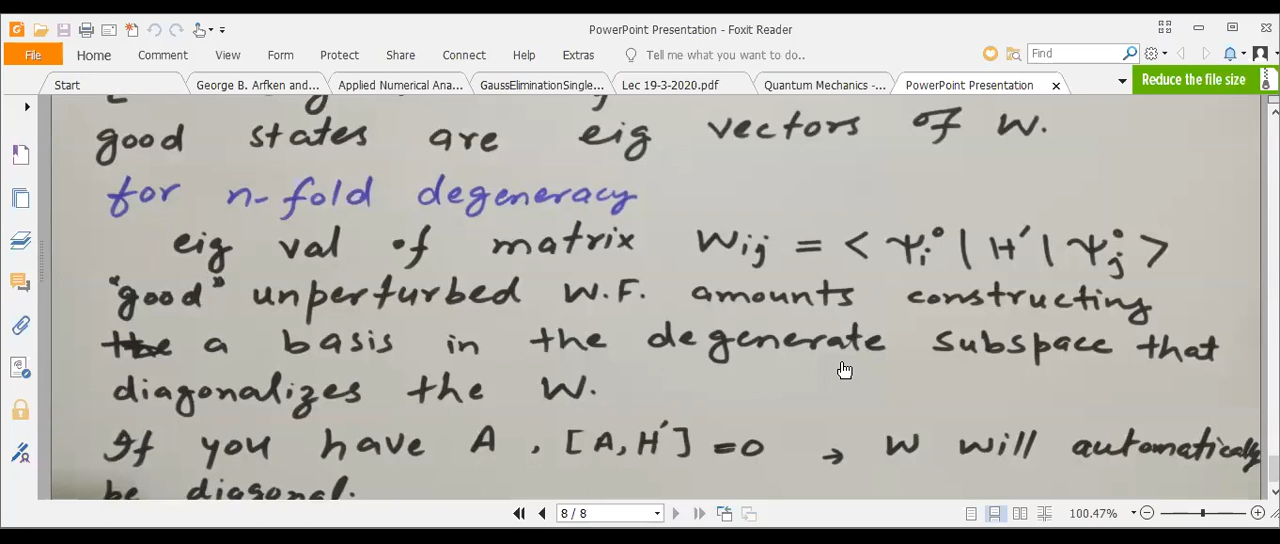 PowerPoint Presentation - Foxit Reader
File Home Comment View Form Protect Share Connect Help Extras Tell me what you want to do.. Find
Start George B. Arfken and... Applied Numerical Ana... GaussEliminationSingle... Lec 19-3-2020.pdf Quantum Mechanics -... PowerPoint Presentation Reduce the file size
good states are eig vectors of W.
for n-fold degeneracy
eig val of matrix Wij = < Ψi° | H′ | Ψj° >
"good" unperturbed W.F. amounts constructing
a basis in the degenerate subspace that
diagonalizes the W.
If you have A , [A, H′] = 0 → W will automatically
be diagonal.
8 / 8 100.47%